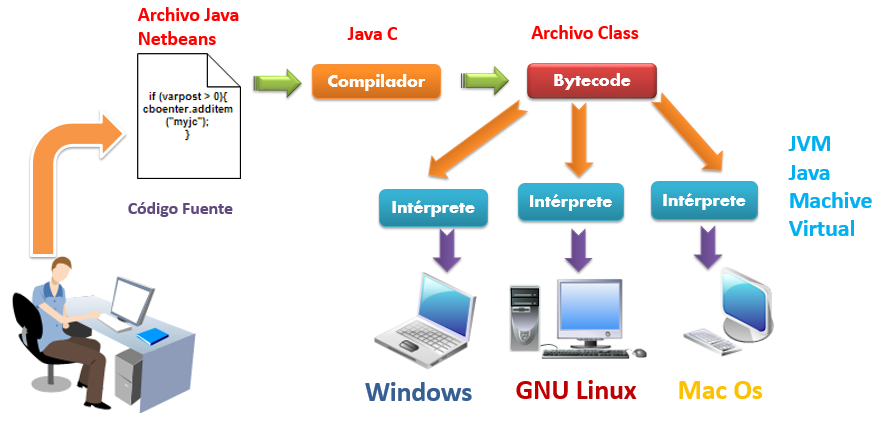 Archivo Java
Netbeans
Java C
Archivo Class
if (varpost > 0){
cboenter.additem
("myjc");
}
Compilador
Bytecode
Código Fuente
Intérprete
Intérprete
Intérprete
JVM
Java
Machive
Virtual
Windows
GNU Linux
Mac Os